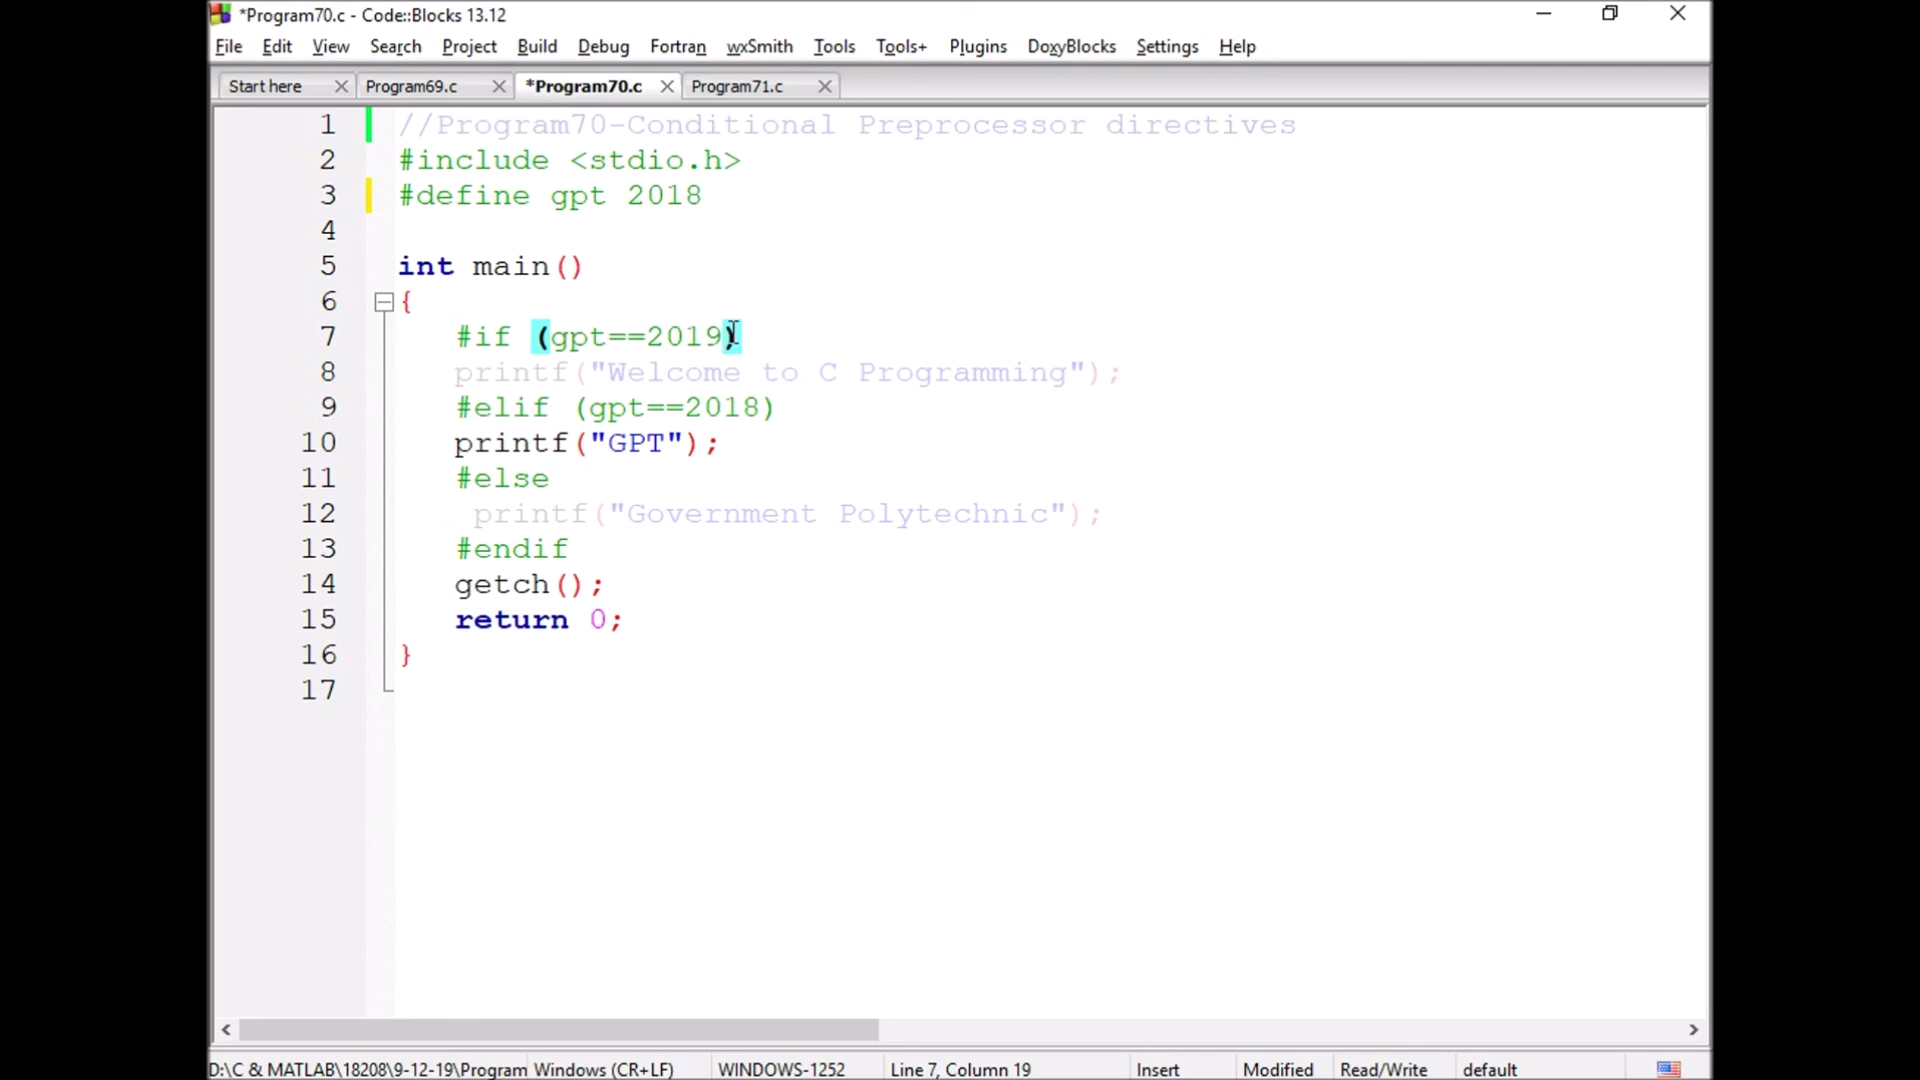 *Program70.c - Code::Blocks 13.12
File Edit View Search Project Build Debug Fortran wxSmith Tools Tools+ Plugins DoxyBlocks Settings Help
Start here Program69.c *Program70.c Program71.c
1 //Program70-Conditional Preprocessor directives
2 #include <stdio.h>
3 #define gpt 2018
4
5 int main()
6 {
7 #if (gpt==2019)
8 printf("Welcome to C Programming");
9 #elif (gpt==2018)
10 printf("GPT");
11 #else
12 printf("Government Polytechnic");
13 #endif
14 getch();
15 return 0;
16 }
17
D:\C & MATLAB\18208\9-12-19\Program Windows (CR+LF) WINDOWS-1252 Line 7, Column 19 Insert Modified Read/Write default